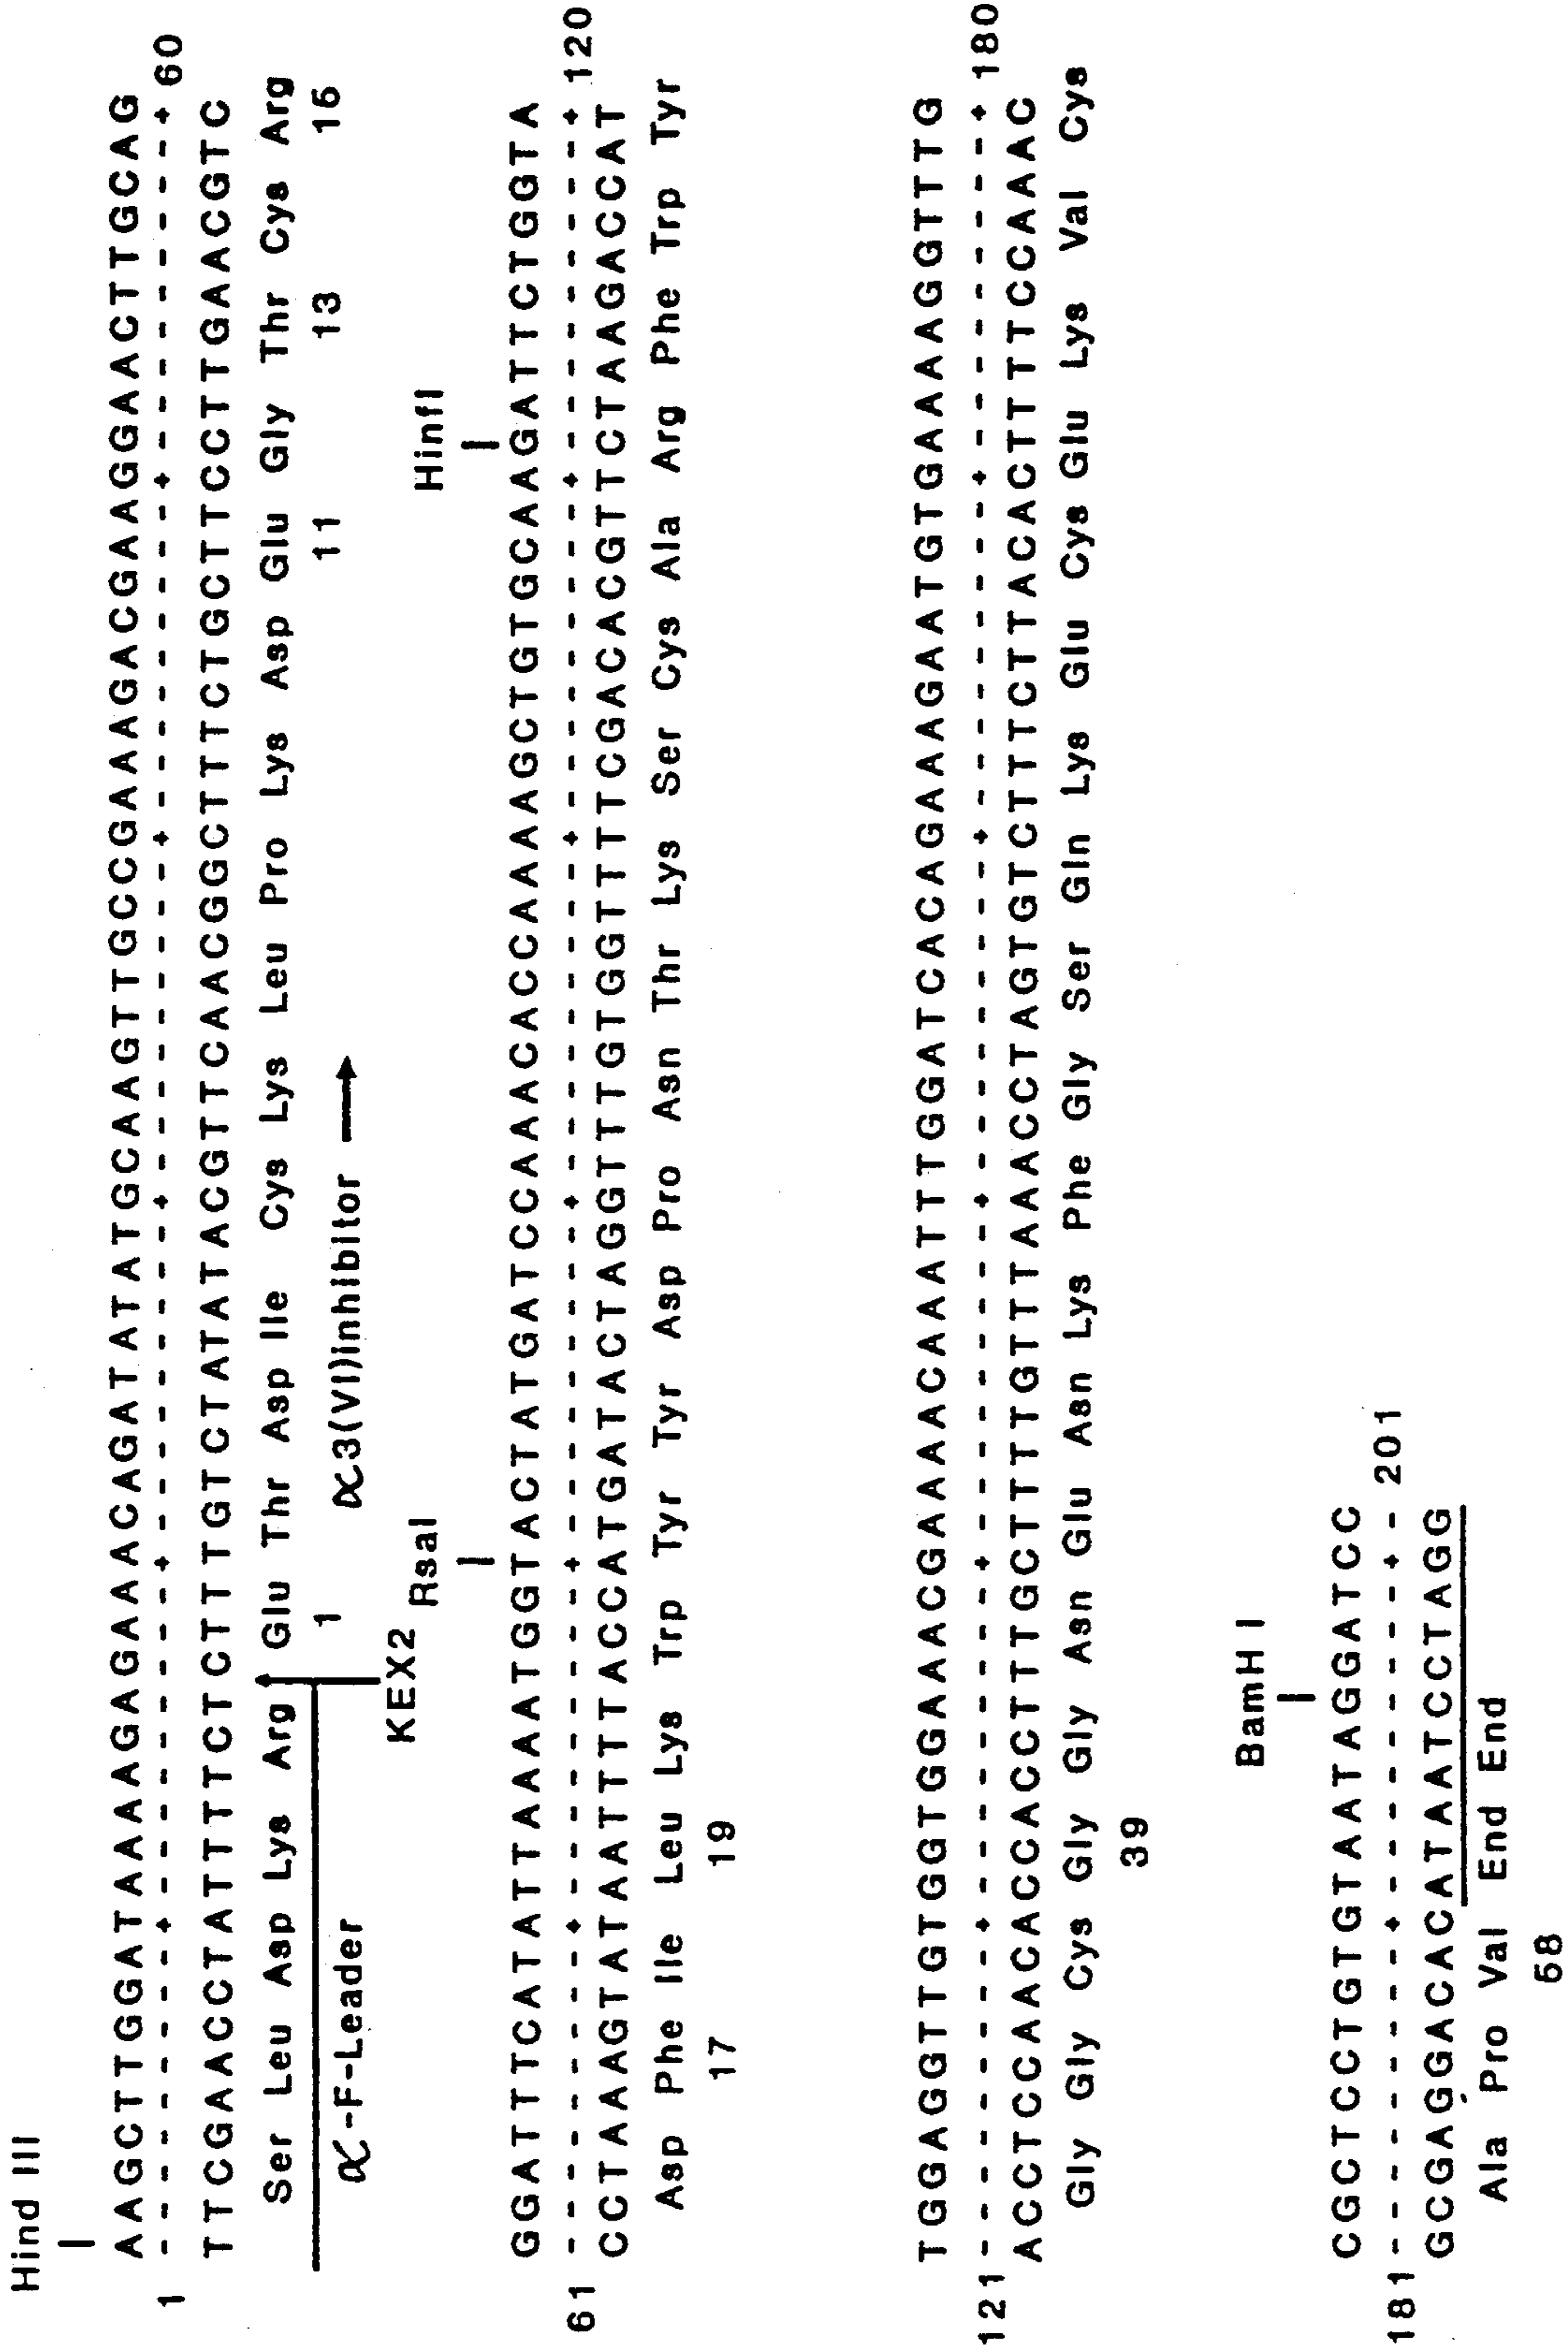 Hind III
AAGCTTGGATAAAAGAGAAACAGATATATGCAAGTTGCCGAAAGACGAAGGAACTTGCAG
1 ---------+---------+---------+---------+---------+---------+ 60
TTCGAACCTATTTTCTCTTTGTCTATATACGTTCAACGGCTTTCTGCTTCCTTGAACGTC
Ser Leu Asp Lys Arg Glu Thr Asp Ile Cys Lys Leu Pro Lys Asp Glu Gly Thr Cys Arg
1 11 13 15
α-F-Leader KEX2 α3(VI)inhibitor
RsaI HinfI
GGATTTCATATTAAAATGGTACTATGATCCAAACACCAAAAGCTGTGCAAGATTCTGGTA
61 ---------+---------+---------+---------+---------+---------+ 120
CCTAAAGTATAATTTTACCATGATACTAGGTTTGTGGTTTTCGACACGTTCTAAGACCAT
Asp Phe Ile Leu Lys Trp Tyr Tyr Asp Pro Asn Thr Lys Ser Cys Ala Arg Phe Trp Tyr
17 19
TGGAGGTTGTGGTGGAAACGAAAACAAATTTGGATCACAGAAAGAATGTGAAAAGGTTTG
121 ---------+---------+---------+---------+---------+---------+ 180
ACCTCCAACACCACCTTTGCTTTTGTTTAAACCTAGTGTCTTTCTTACACTTTTCCAAAC
Gly Gly Cys Gly Gly Asn Glu Asn Lys Phe Gly Ser Gln Lys Glu Cys Glu Lys Val Cys
39
BamH I
CGCTCCTGTGTAATAGGATCC
181 ---------+---------+- 201
GCGAGGACACATAATCCTAGG
Ala Pro Val End End
58